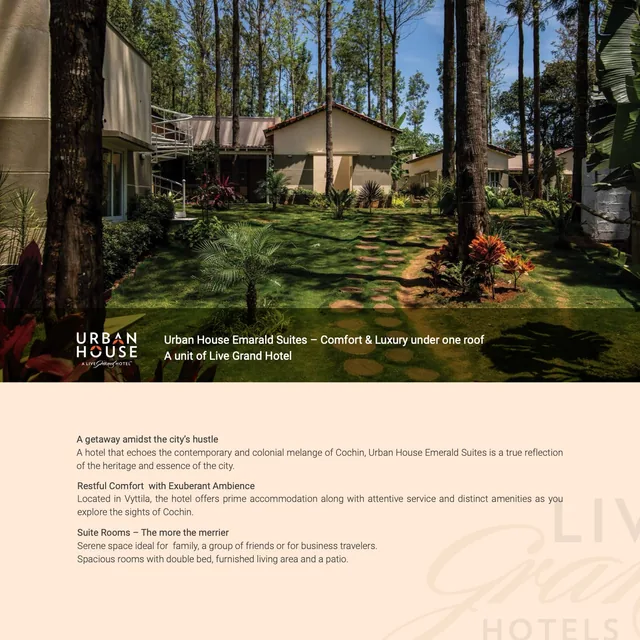 URBAN
HOUSE
A LIVE Grand HOTEL
Urban House Emarald Suites – Comfort & Luxury under one roof
A unit of Live Grand Hotel
A getaway amidst the city's hustle
A hotel that echoes the contemporary and colonial melange of Cochin, Urban House Emerald Suites is a true reflection
of the heritage and essence of the city.
Restful Comfort with Exuberant Ambience
Located in Vyttila, the hotel offers prime accommodation along with attentive service and distinct amenities as you
explore the sights of Cochin.
Suite Rooms – The more the merrier
Serene space ideal for family, a group of friends or for business travelers.
Spacious rooms with double bed, furnished living area and a patio.
LIV
Gran
HOTELS